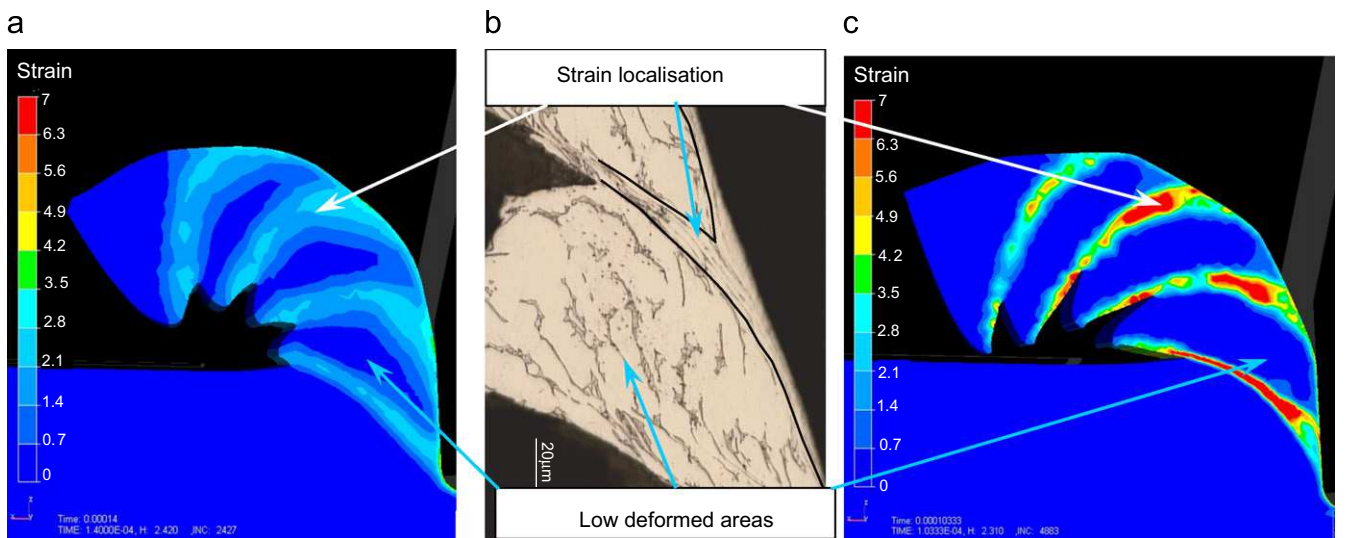 a
b
c
Strain
7
6.3
5.6
4.9
4.2
3.5
2.8
2.1
1.4
0.7
0
Time: 0.00014
TIME: 1.4000E-04, H: 2.420 ,INC: 2427
Strain localisation
20µm
Low deformed areas
Strain
7
6.3
5.6
4.9
4.2
3.5
2.8
2.1
1.4
0.7
0
Time: 0.00010333
TIME: 1.0333E-04, H: 2.310 ,INC: 4883